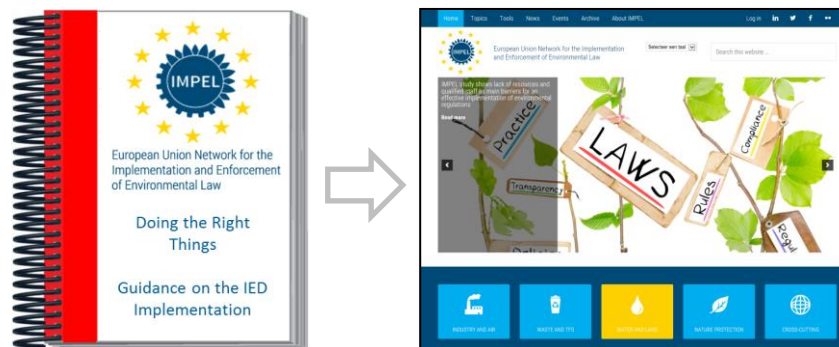 IMPEL
European Union Network for the
Implementation and Enforcement
of Environmental Law
Doing the Right
Things
Guidance on the IED
Implementation
Home Topics Tools News Events Archive About IMPEL Log in in f
IMPEL
European Union Network for the Implementation
and Enforcement of Environmental Law
Selecteer een taal
Search this website ...
IMPEL study shows lack of resources and
qualified staff as main barriers for an
effective implementation of environmental
regulations
Read more
Practice
LAWS
Compliance
Transparency
Rules
INDUSTRY AND AIR
WASTE AND TFS
WATER AND LAND
NATURE PROTECTION
CROSS-CUTTING